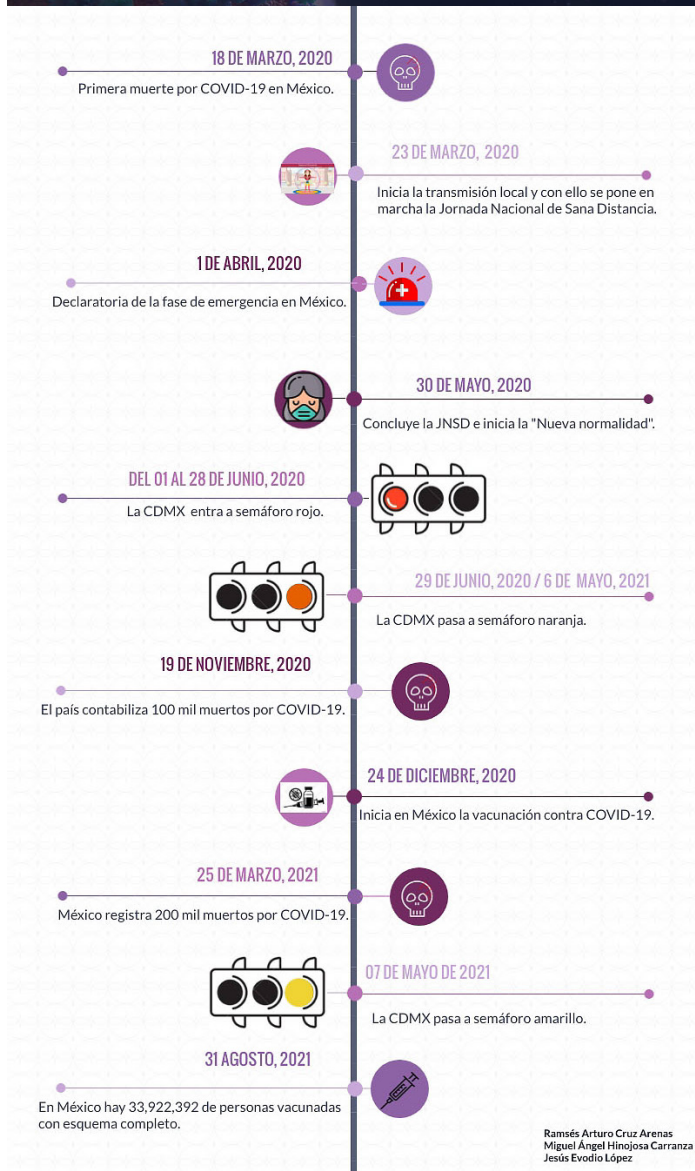 18 DE MARZO, 2020
Primera muerte por COVID-19 en México.
23 DE MARZO, 2020
Inicia la transmisión local y con ello se pone en
marcha la Jornada Nacional de Sana Distancia.
1 DE ABRIL, 2020
Declaratoria de la fase de emergencia en México.
30 DE MAYO, 2020
Concluye la JNSD e inicia la "Nueva normalidad".
DEL 01 AL 28 DE JUNIO, 2020
La CDMX entra a semáforo rojo.
29 DE JUNIO, 2020 / 6 DE MAYO, 2021
La CDMX pasa a semáforo naranja.
19 DE NOVIEMBRE, 2020
El país contabiliza 100 mil muertos por COVID-19.
24 DE DICIEMBRE, 2020
Inicia en México la vacunación contra COVID-19.
25 DE MARZO, 2021
México registra 200 mil muertos por COVID-19.
07 DE MAYO DE 2021
La CDMX pasa a semáforo amarillo.
31 AGOSTO, 2021
En México hay 33,922,392 de personas vacunadas
con esquema completo.
Ramsés Arturo Cruz Arenas
Miguel Ángel Hinojosa Carranza
Jesús Evodio López